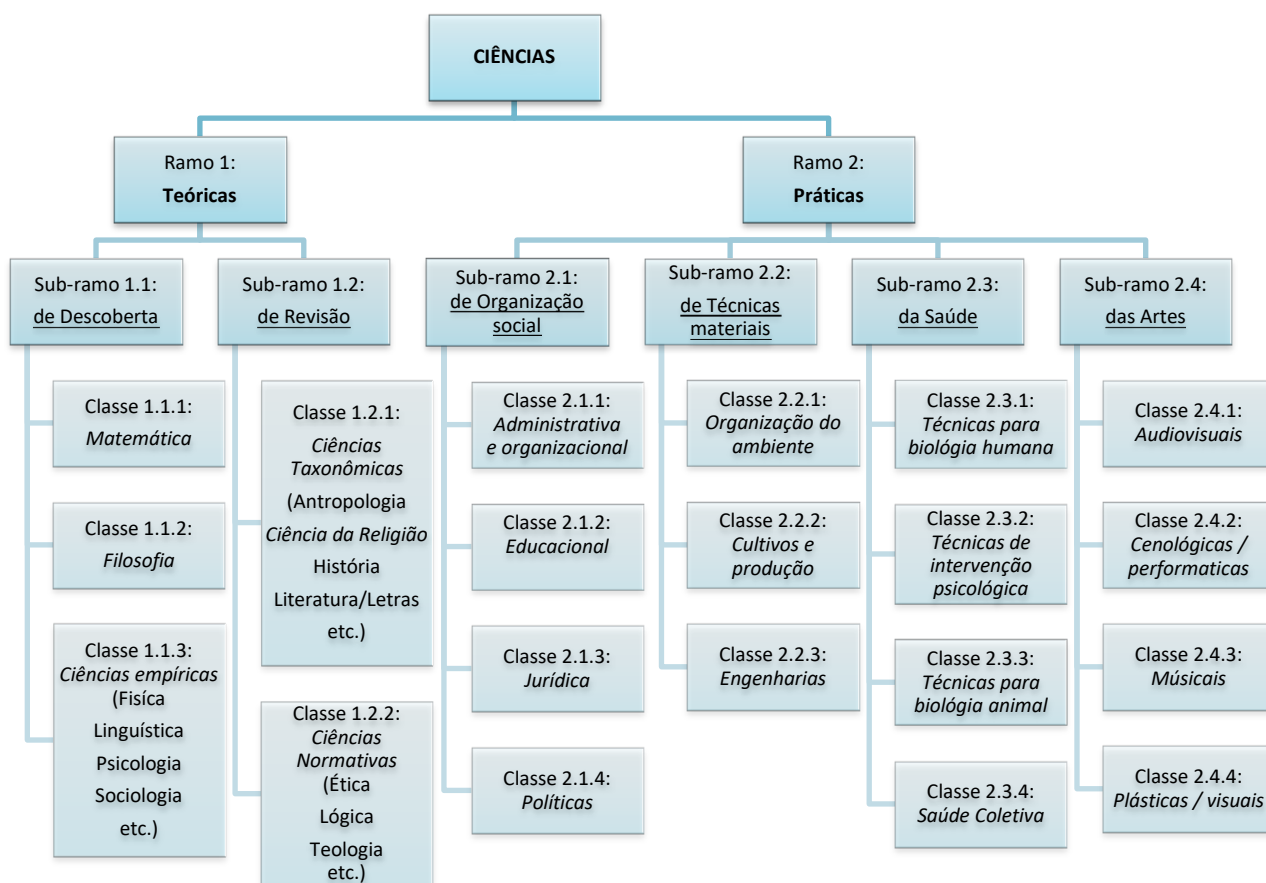 CIÊNCIAS
Ramo 1:
Teóricas
Ramo 2:
Práticas
Sub-ramo 1.1:
de Descoberta
Sub-ramo 1.2:
de Revisão
Sub-ramo 2.1:
de Organização
social
Sub-ramo 2.2:
de Técnicas
materiais
Sub-ramo 2.3:
da Saúde
Sub-ramo 2.4:
das Artes
Classe 1.1.1:
Matemática
Classe 1.1.2:
Filosofia
Classe 1.1.3:
Ciências empíricas
(Fisíca
Linguística
Psicologia
Sociologia
etc.)
Classe 1.2.1:
Ciências
Taxonômicas
(Antropologia
Ciência da Religião
História
Literatura/Letras
etc.)
Classe 1.2.2:
Ciências
Normativas
(Ética
Lógica
Teologia
etc.)
Classe 2.1.1:
Administrativa
e organizacional
Classe 2.1.2:
Educacional
Classe 2.1.3:
Jurídica
Classe 2.1.4:
Políticas
Classe 2.2.1:
Organização do
ambiente
Classe 2.2.2:
Cultivos e
produção
Classe 2.2.3:
Engenharias
Classe 2.3.1:
Técnicas para
biológia humana
Classe 2.3.2:
Técnicas de
intervenção
psicológica
Classe 2.3.3:
Técnicas para
biológia animal
Classe 2.3.4:
Saúde Coletiva
Classe 2.4.1:
Audiovisuais
Classe 2.4.2:
Cenológicas /
performaticas
Classe 2.4.3:
Músicais
Classe 2.4.4:
Plásticas / visuais